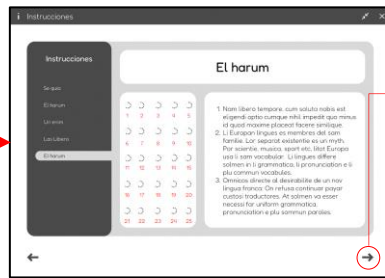 i Instrucciones
Instrucciones
Se quo
El harum
Un eros
Las Libero
El harum
El harum
1 2 3 4 5
6 7 8 9 10
11 12 13 14 15
16 17 18 19 20
21 22 23 24 25
1. Nam libero tempore, cum soluta nobis est
eligendi optio cumque nihil impedit quo minus
id quod maxime placeat facere similique.
2. Li Europan lingues es membres del sam
familie. Lor separat existentie es un myth.
Por scientie, musica, sport etc, litot Europa
usa li sam vocabular. Li lingues differe
solmen in li grammatica, li pronunciation e li
plu commun vocabules.
3. Omnicos directe al desirabilite de un nov
lingua franca: On refusa continuar payar
custosi traductores. At solmen va esser
necessi far uniform grammatica,
pronunciation e plu sommun paroles.